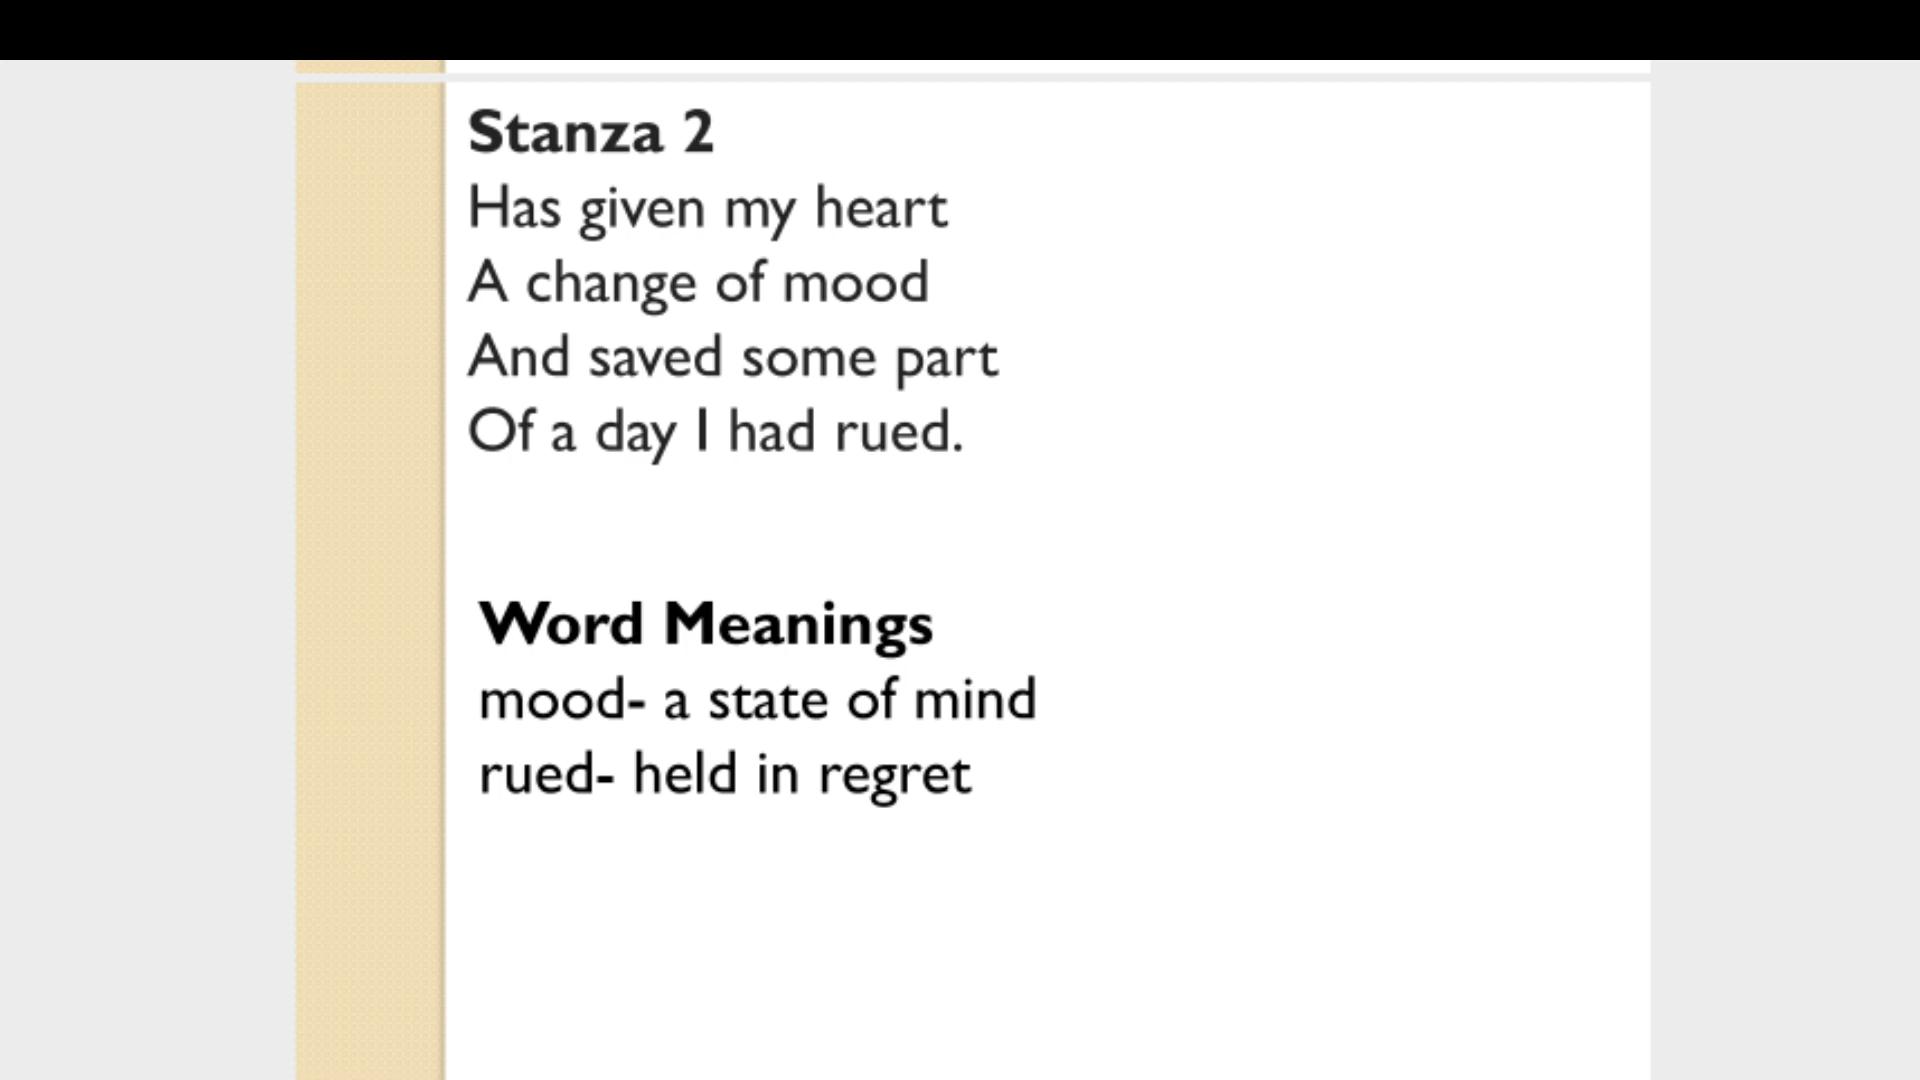 Stanza 2
Has given my heart
A change of mood
And saved some part
Of a day I had rued.
Word Meanings
mood- a state of mind
rued- held in regret